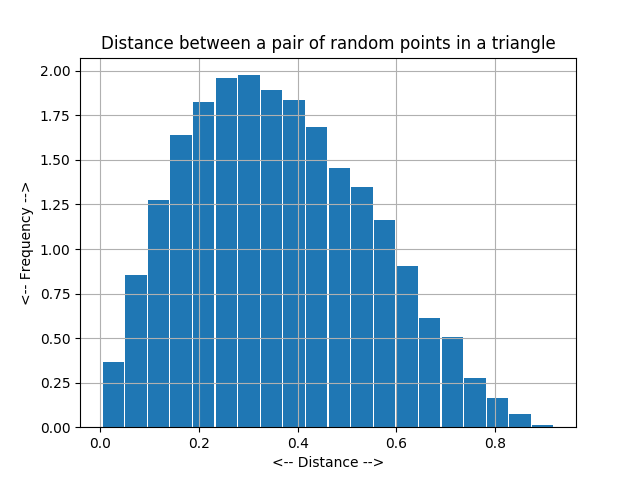 Distance between a pair of random points in a triangle
2.00
1.75
1.50
1.25
1.00
0.75
0.50
0.25
0.00
<-- Frequency -->
0.0 0.2 0.4 0.6 0.8
<-- Distance -->